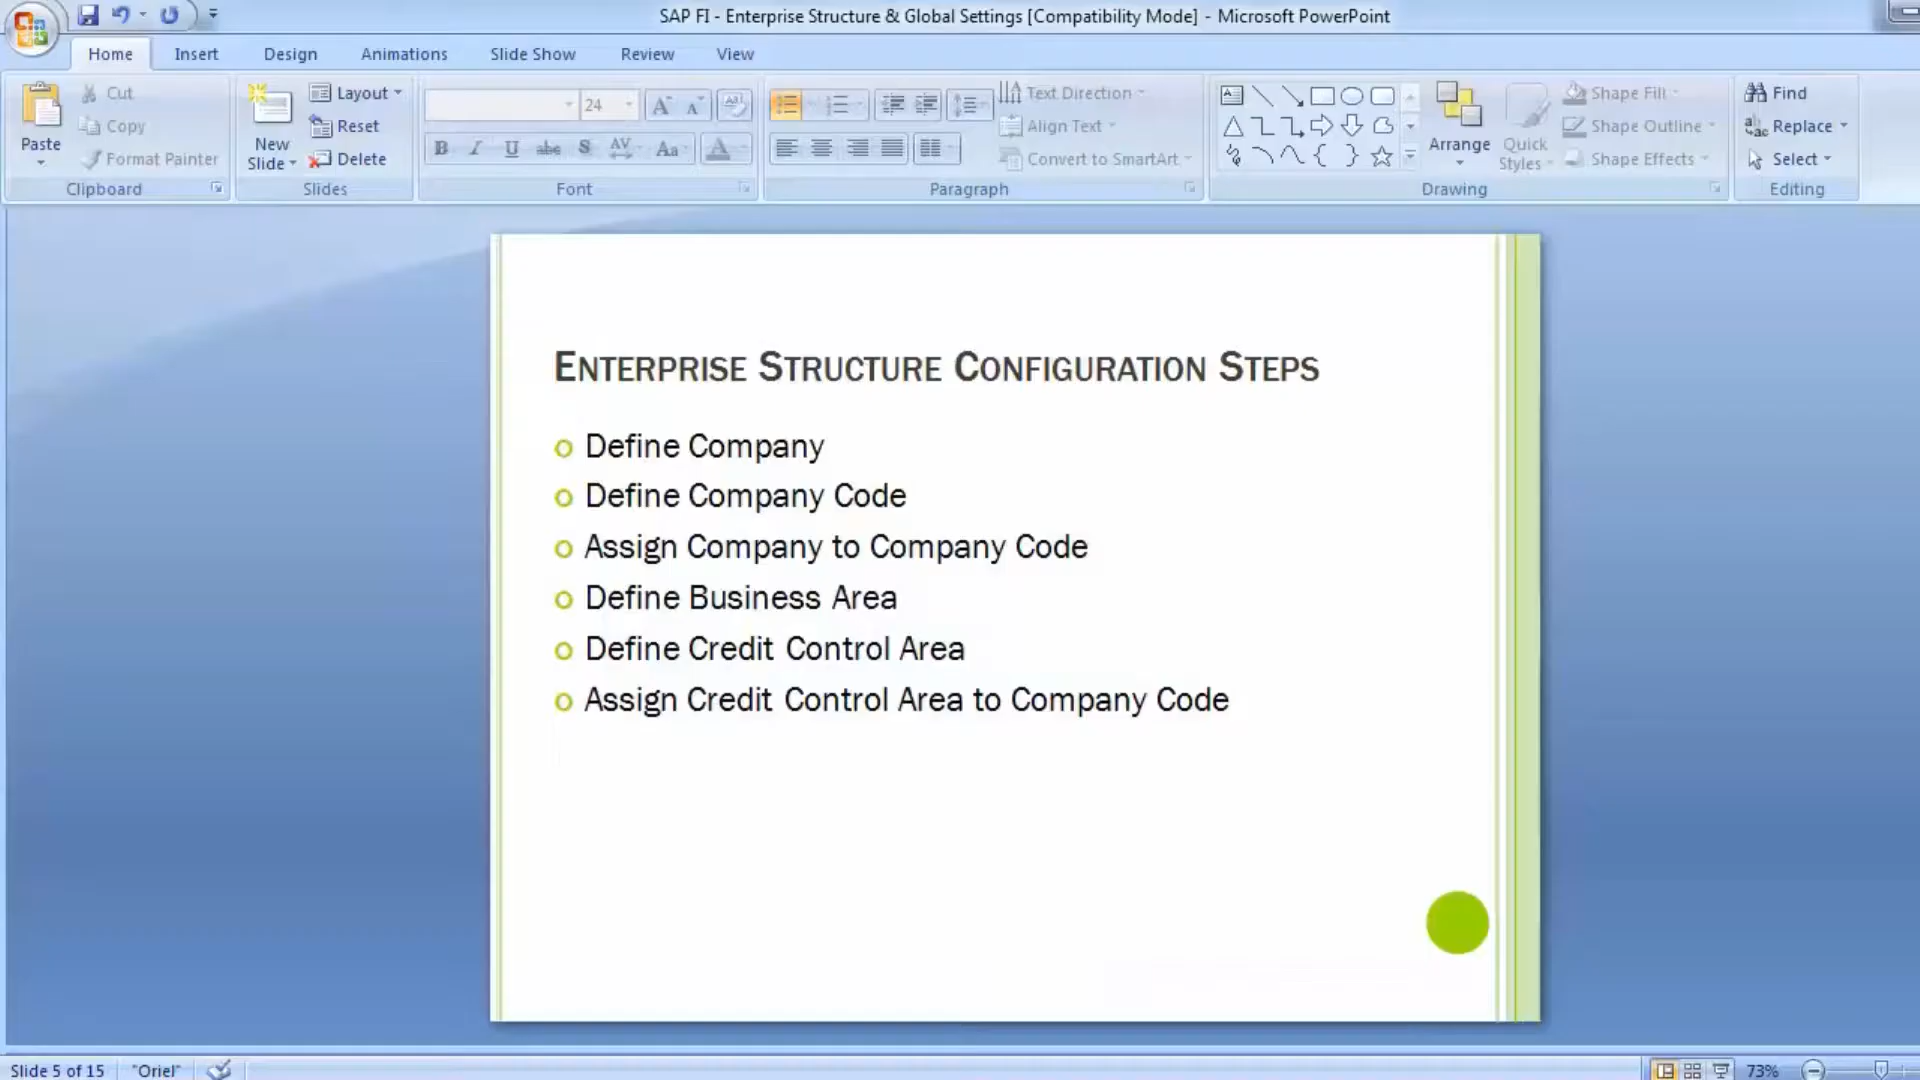 SAP FI - Enterprise Structure & Global Settings [Compatibility Mode] - Microsoft PowerPoint
Home Insert Design Animations Slide Show Review View
Paste
Cut
Copy
Format Painter
Clipboard
New Slide
Layout
Reset
Delete
Slides
24
B I U abc S AV Aa A
Font
Text Direction
Align Text
Convert to SmartArt
Paragraph
Arrange
Quick Styles
Shape Fill
Shape Outline
Shape Effects
Drawing
Find
Replace
Select
Editing
ENTERPRISE STRUCTURE CONFIGURATION STEPS
Define Company
Define Company Code
Assign Company to Company Code
Define Business Area
Define Credit Control Area
Assign Credit Control Area to Company Code
Slide 5 of 15 "Oriel" 73%